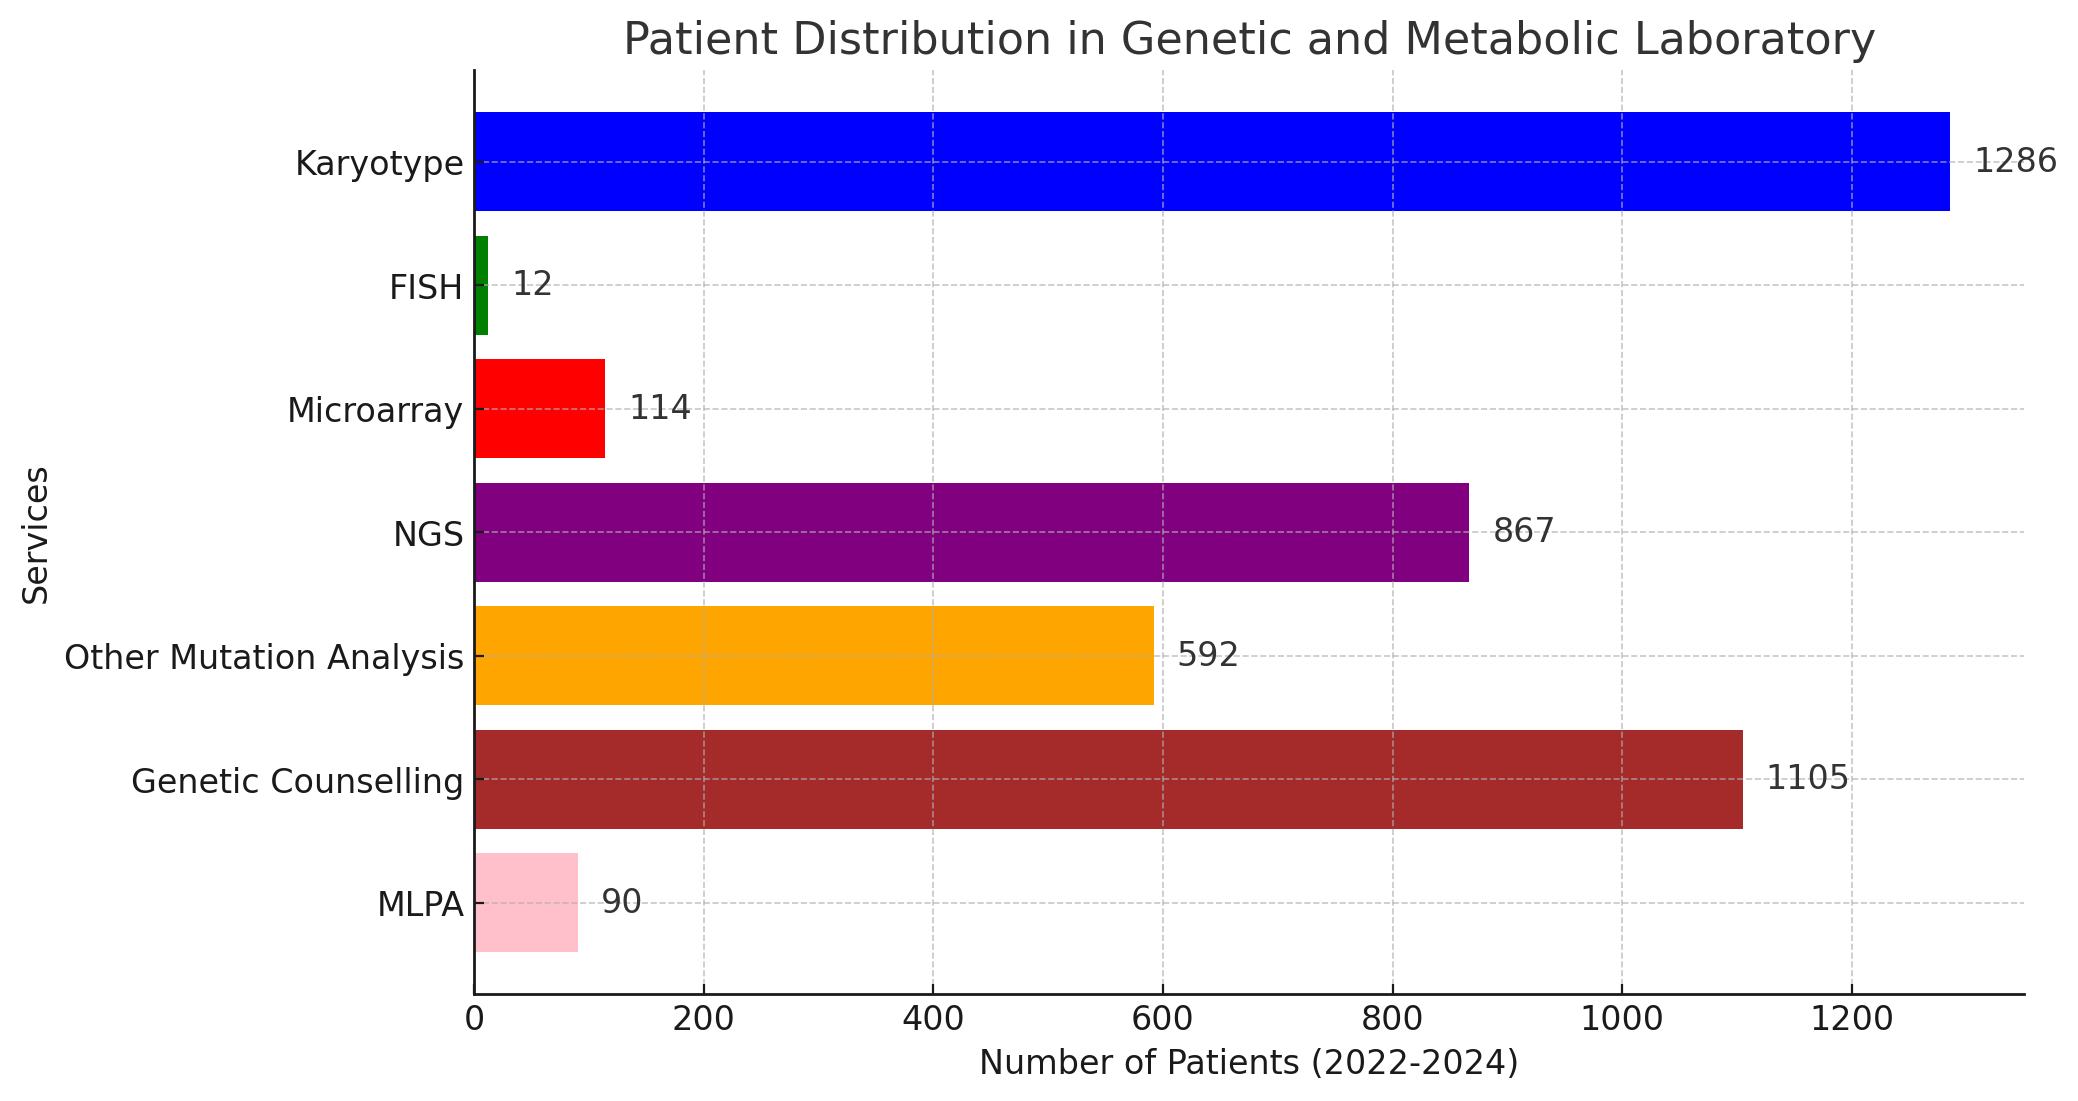 Patient Distribution in Genetic and Metabolic Laboratory
Karyotype
1286
FISH
12
Microarray
114
NGS
867
Other Mutation Analysis
592
Genetic Counselling
1105
MLPA
90
Services
0 200 400 600 800 1000 1200
Number of Patients (2022-2024)